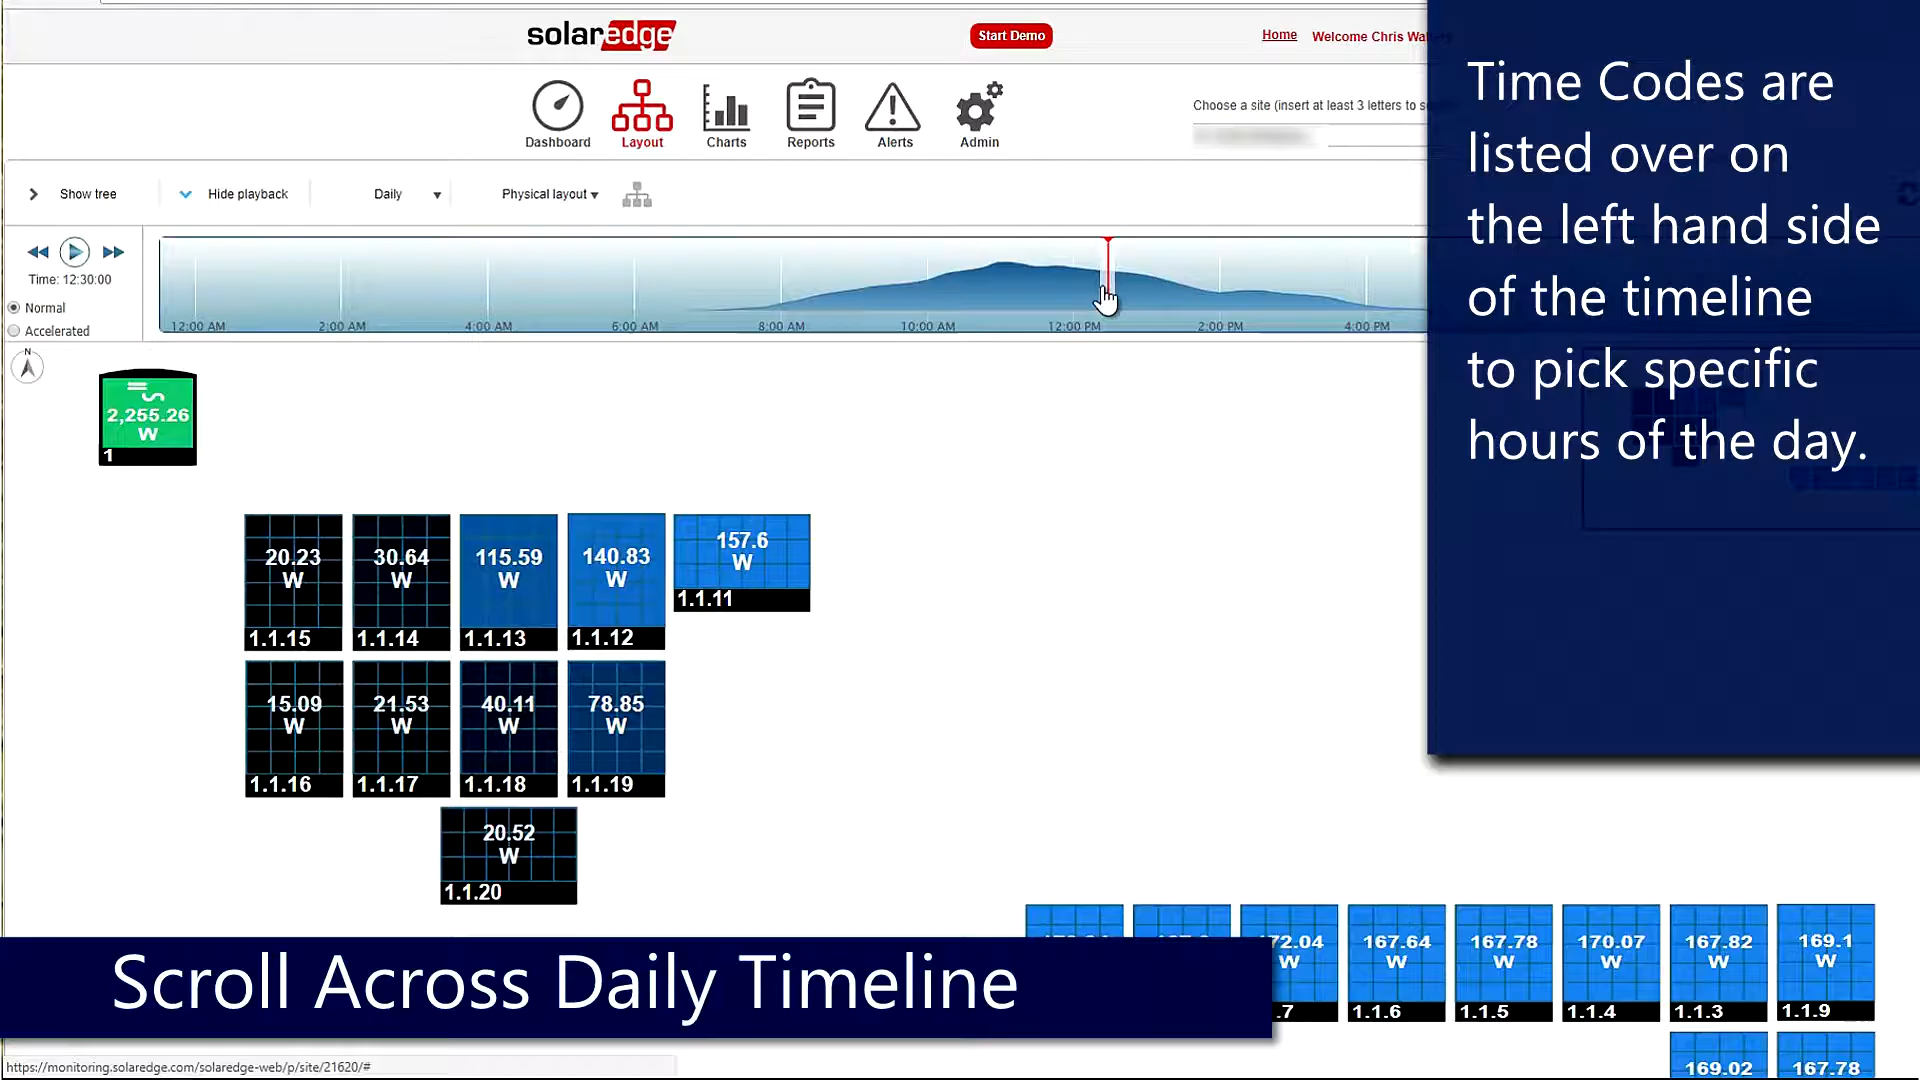 solaredge
Start Demo
Home
Welcome Chris
Time Codes are
listed over on
the left hand side
of the timeline
to pick specific
hours of the day.
Dashboard
Layout
Charts
Reports
Alerts
Admin
Choose a site (insert at least 3 letters to
Show tree
Hide playback
Daily
Physical layout
Time: 12:30:00
Normal
Accelerated
12:00 AM
2:00 AM
4:00 AM
6:00 AM
8:00 AM
10:00 AM
12:00 PM
2:00 PM
4:00 PM
N
2,255.26
W
1
20.23
W
1.1.15
30.64
W
1.1.14
115.59
W
1.1.13
140.83
W
1.1.12
157.6
W
1.1.11
15.09
W
1.1.16
21.53
W
1.1.17
40.11
W
1.1.18
78.85
W
1.1.19
20.52
W
1.1.20
Scroll Across Daily Timeline
72.04
W
.7
167.64
W
1.1.6
167.78
W
1.1.5
170.07
W
1.1.4
167.82
W
1.1.3
169.1
W
1.1.9
169.02
167.78
https://monitoring.solaredge.com/solaredge-web/p/site/21620/#